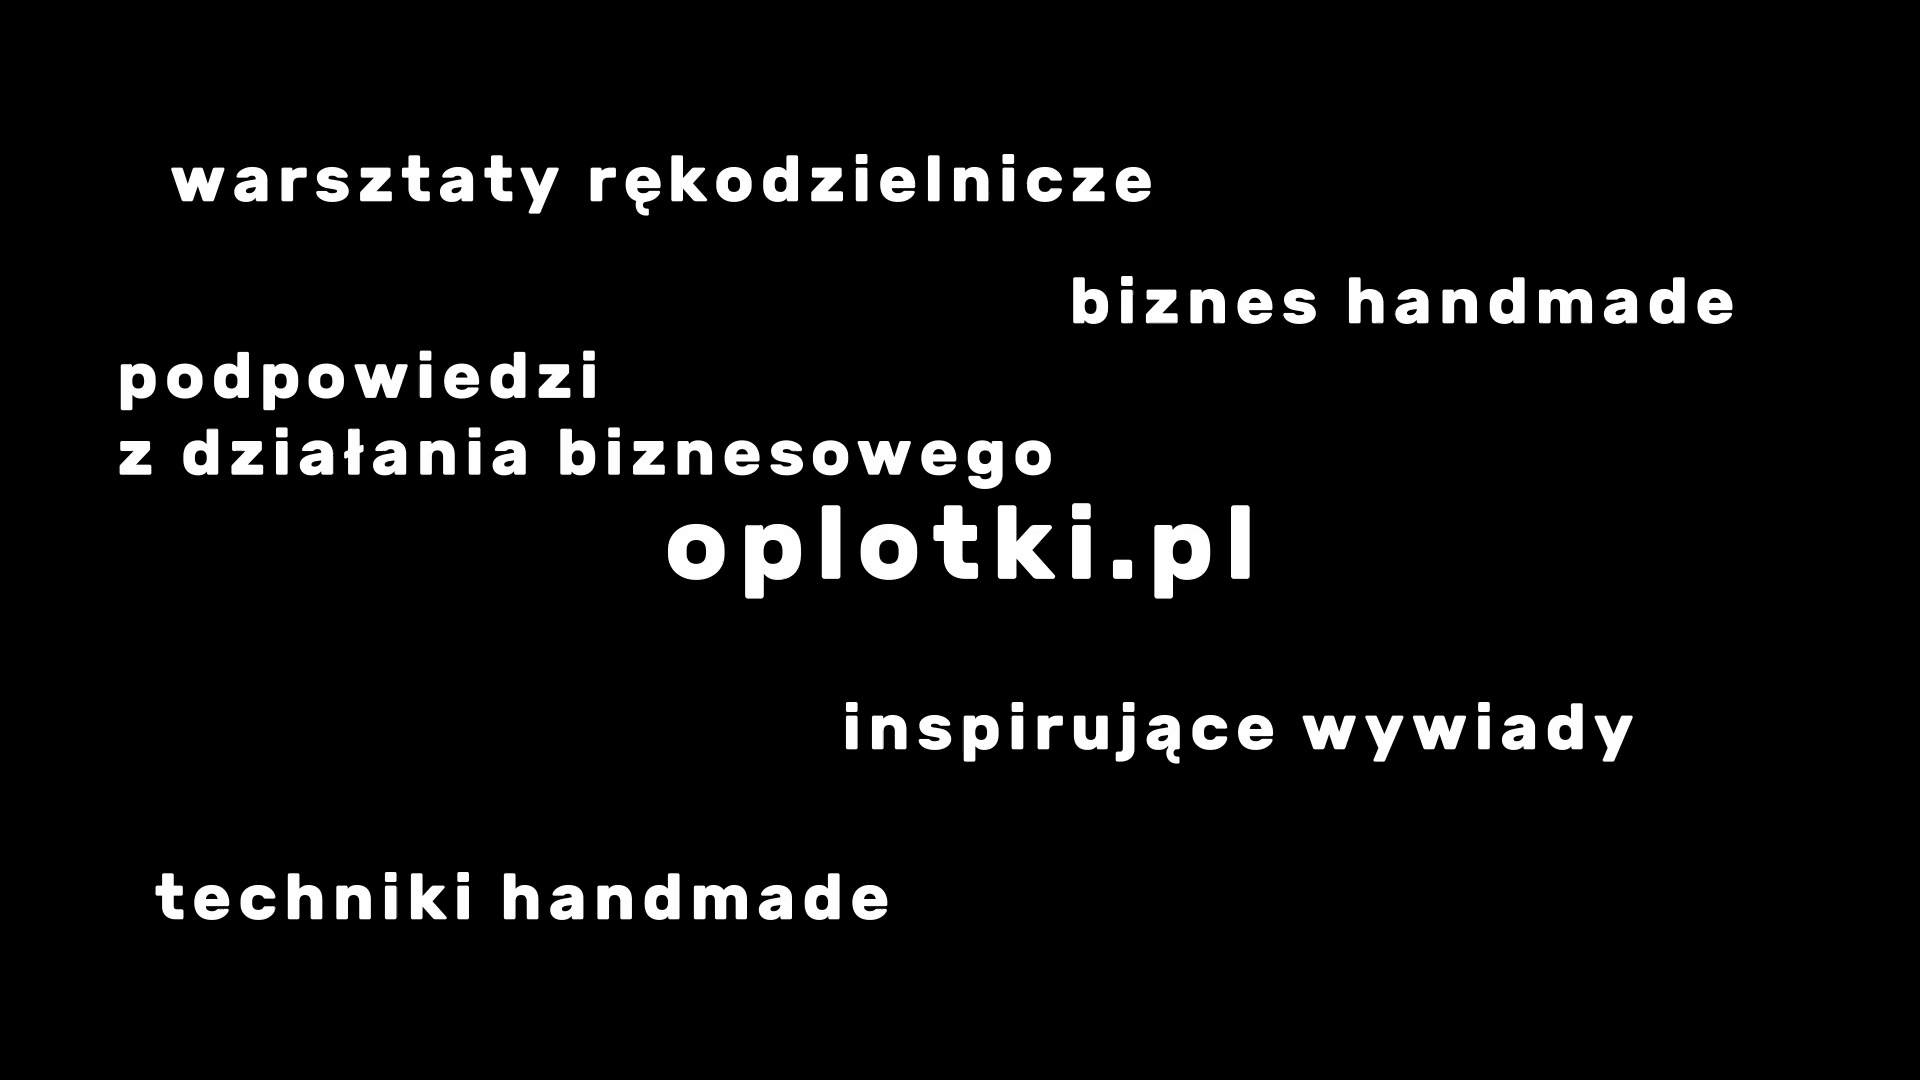 warsztaty rękodzielnicze
biznes handmade
podpowiedzi
z działania biznesowego
oplotki.pl
inspirujące wywiady
techniki handmade